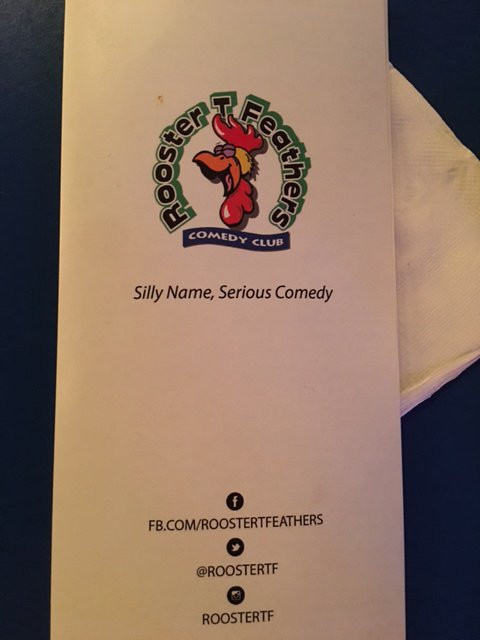 Rooster T Feathers
COMEDY CLUB
Silly Name, Serious Comedy
f
FB.COM/ROOSTERTFEATHERS
@ROOSTERTF
ROOSTERTF